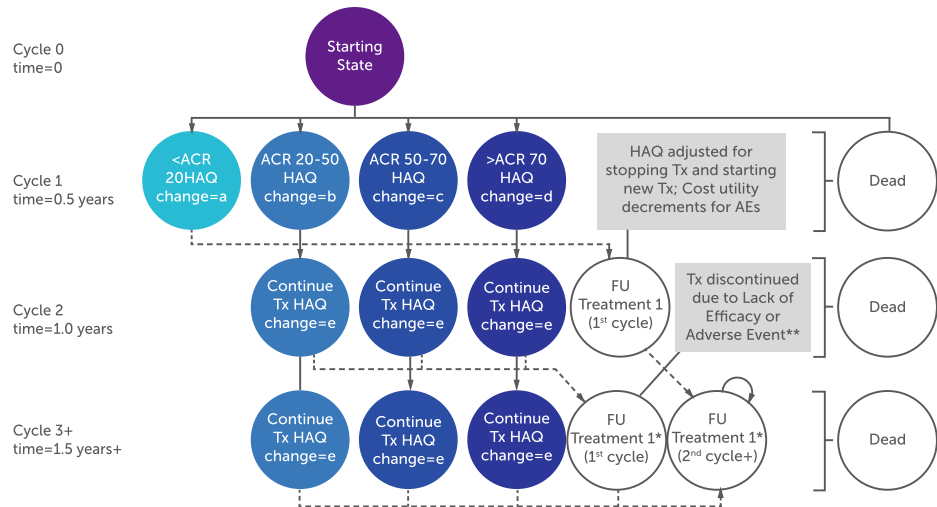 Cycle 0
time=0
Starting
State
Cycle 1
time=0.5 years
<ACR
20HAQ
change=a
ACR 20-50
HAQ
change=b
ACR 50-70
HAQ
change=c
>ACR 70
HAQ
change=d
HAQ adjusted for
stopping Tx and starting
new Tx; Cost utility
decrements for AEs
Dead
Cycle 2
time=1.0 years
Continue
Tx HAQ
change=e
Continue
Tx HAQ
change=e
Continue
Tx HAQ
change=e
FU
Treatment 1
(1st cycle)
Tx discontinued
due to Lack of
Efficacy or
Adverse Event**
Dead
Cycle 3+
time=1.5 years+
Continue
Tx HAQ
change=e
Continue
Tx HAQ
change=e
Continue
Tx HAQ
change=e
FU
Treatment 1*
(1st cycle)
FU
Treatment 1*
(2nd cycle+)
Dead